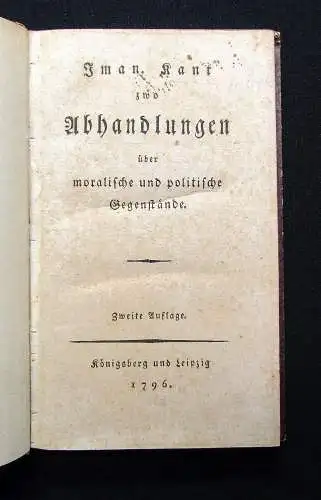 Iman. Kant
zwo
Abhandlungen
über
moralische und politische
Gegenstände.
Zweite Auflage.
Königsberg und Leipzig
1796.